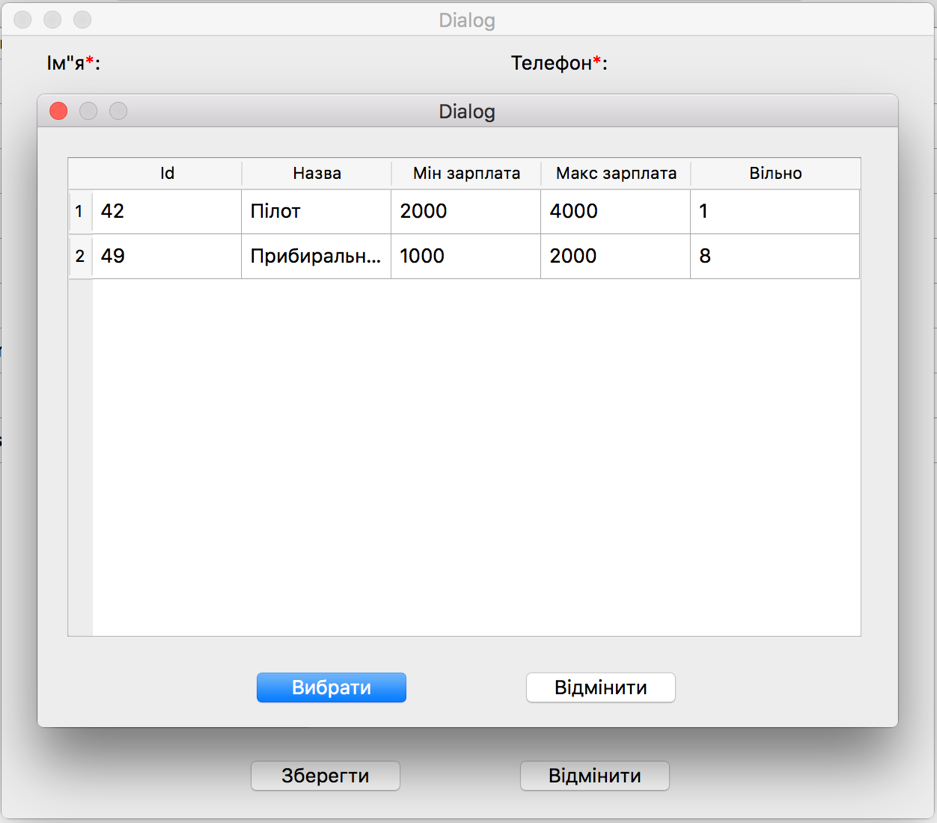 Dialog
Ім"я*: Телефон*:
Dialog
Id Назва Мін зарплата Макс зарплата Вільно
1 42 Пілот 2000 4000 1
2 49 Прибиральн... 1000 2000 8
Вибрати Відмінити
Зберегти Відмінити